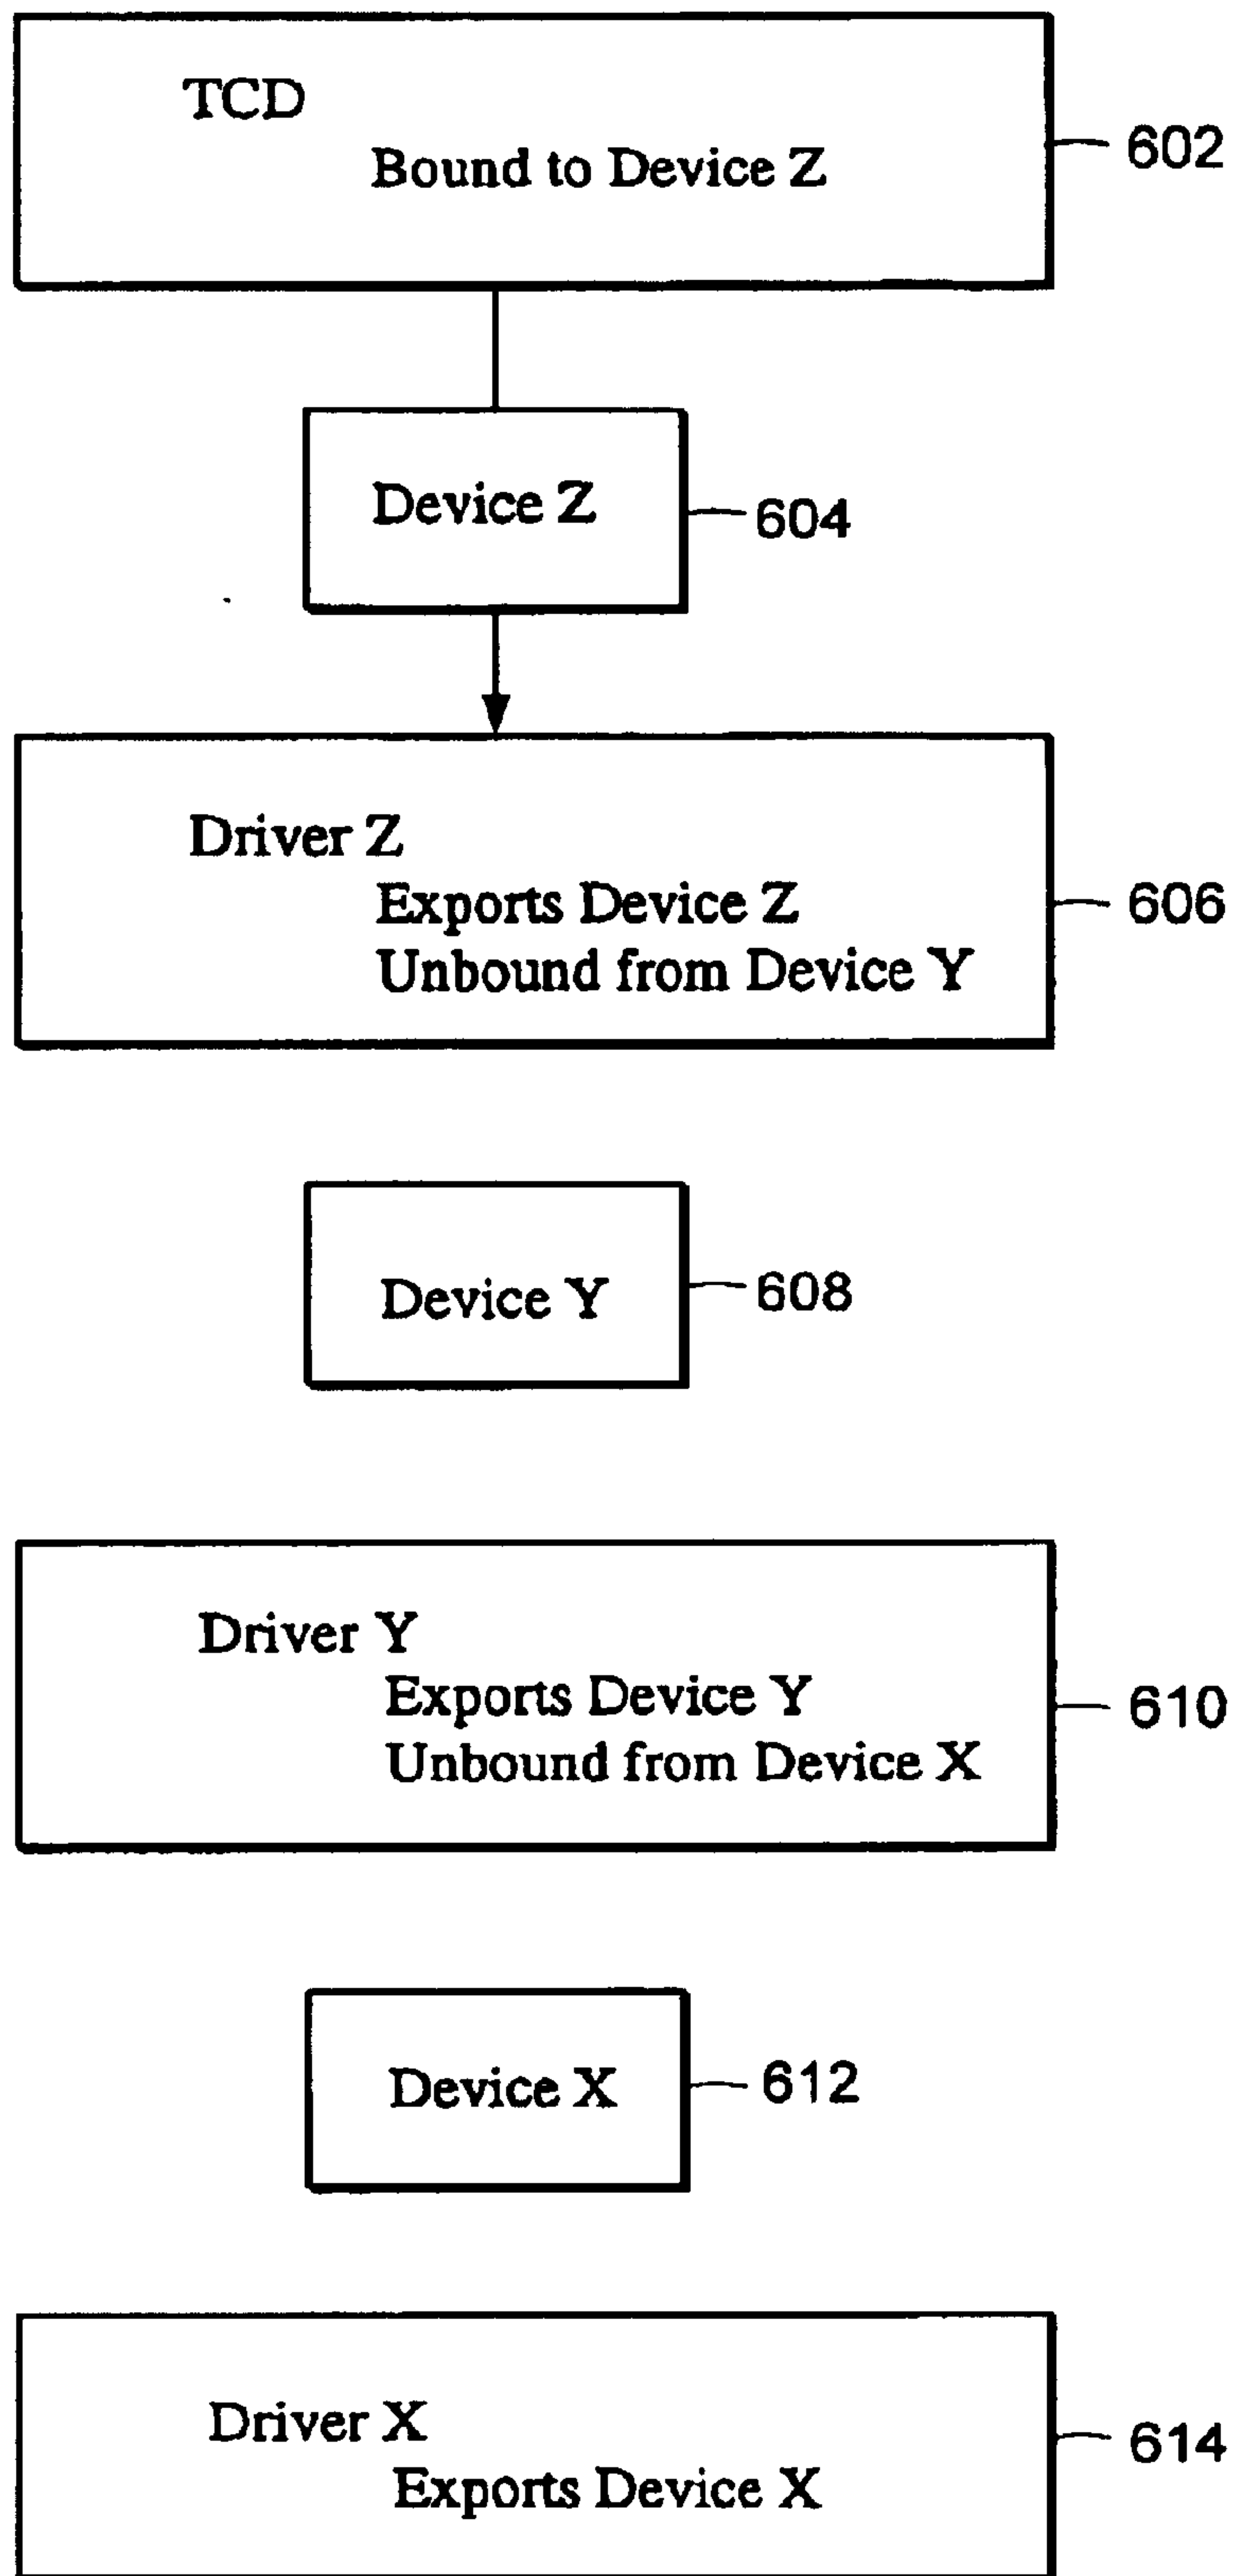 TCD
Bound to Device Z
602
Device Z
604
Driver Z
Exports Device Z
Unbound from Device Y
606
Device Y
608
Driver Y
Exports Device Y
Unbound from Device X
610
Device X
612
Driver X
Exports Device X
614